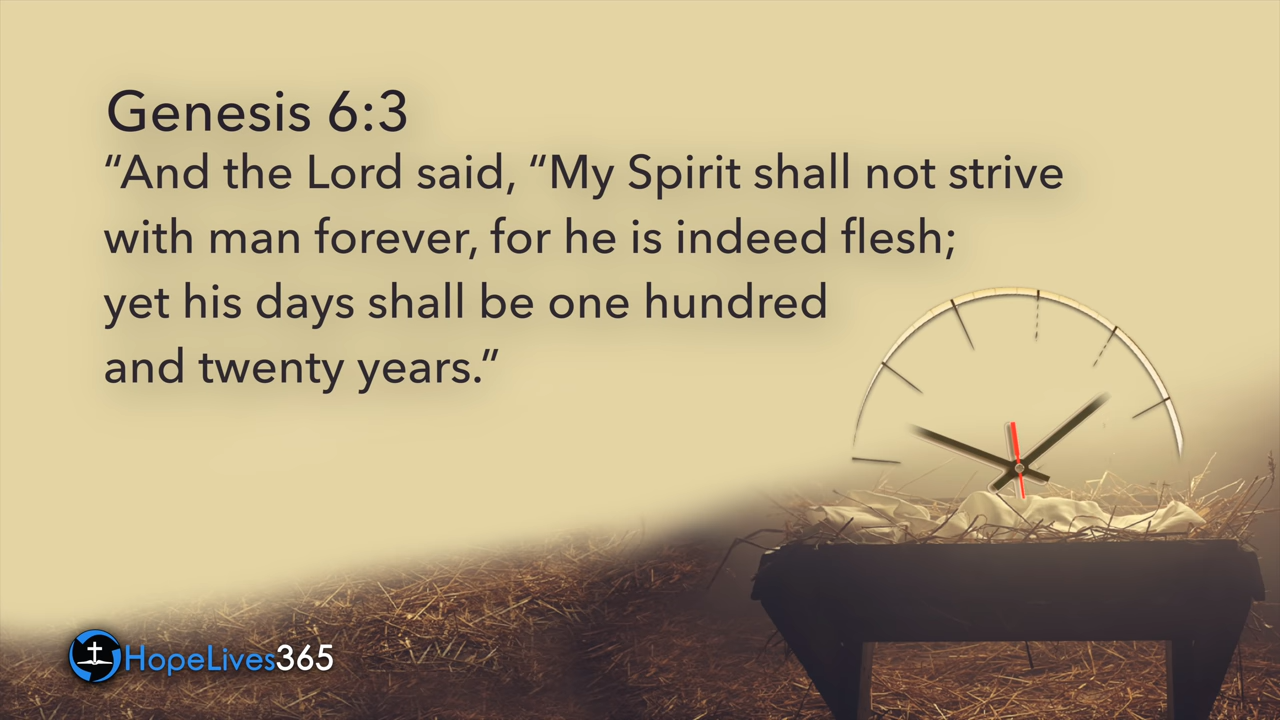 Genesis 6:3
“And the Lord said, “My Spirit shall not strive
with man forever, for he is indeed flesh;
yet his days shall be one hundred
and twenty years.”
HopeLives365